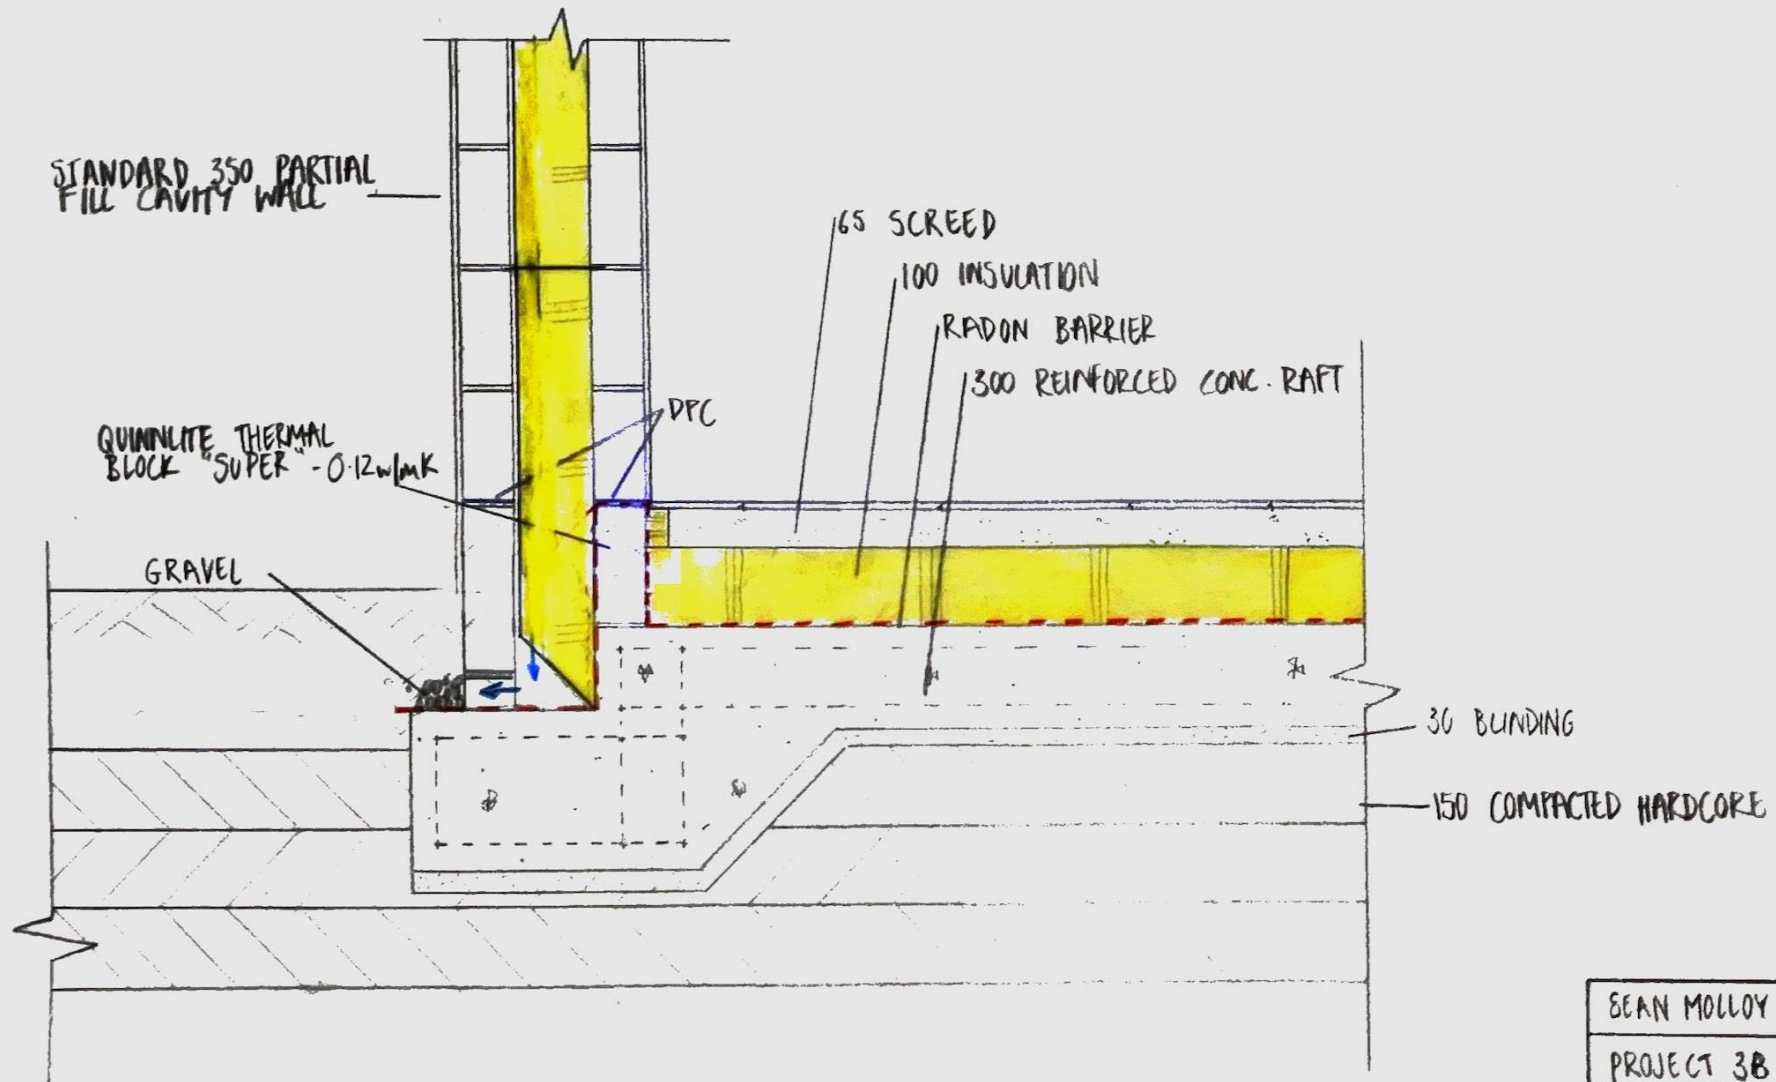 STANDARD 350 PARTIAL
FILL CAVITY WALL
65 SCREED
100 INSULATION
RADON BARRIER
300 REINFORCED CONC. RAFT
DPC
QUINNLITE THERMAL
BLOCK "SUPER" - 0.12w/mK
GRAVEL
30 BLINDING
150 COMPACTED HARDCORE
SEAN MOLLOY
PROJECT 3B